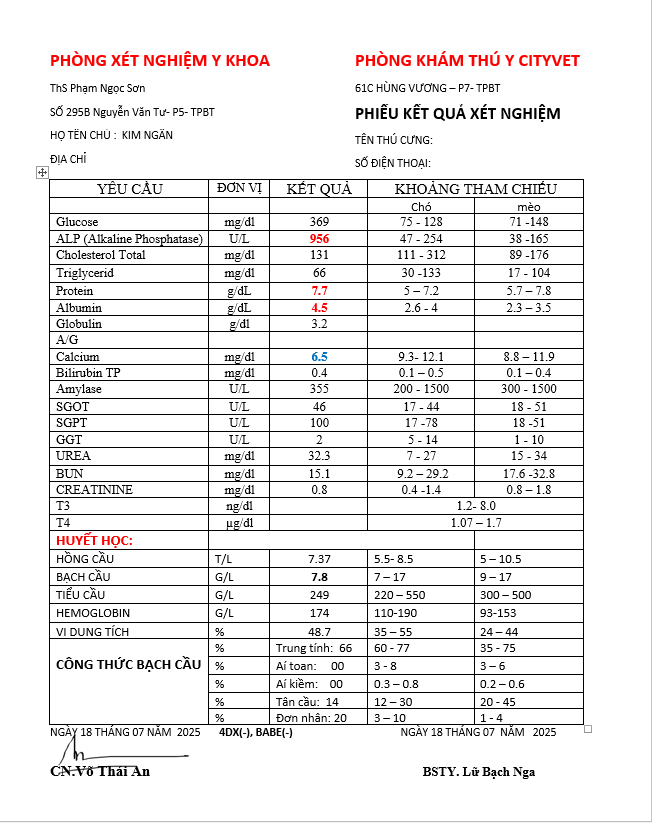 PHÒNG XÉT NGHIỆM Y KHOA PHÒNG KHÁM THÚ Y CITYVET
ThS Phạm Ngọc Sơn 61C HÙNG VƯƠNG – P7- TPBT
SỐ 295B Nguyễn Văn Tư- P5- TPBT PHIẾU KẾT QUẢ XÉT NGHIỆM
HỌ TÊN CHỦ : KIM NGÂN TÊN THÚ CƯNG:
ĐỊA CHỈ SỐ ĐIỆN THOẠI:
YÊU CẦU ĐƠN VỊ KẾT QUẢ KHOẢNG THAM CHIẾU
Chó mèo
Glucose mg/dl 369 75 - 128 71 -148
ALP (Alkaline Phosphatase) U/L 956 47 - 254 38 -165
Cholesterol Total mg/dl 131 111 - 312 89 -176
Triglycerid mg/dl 66 30 -133 17 - 104
Protein g/dL 7.7 5 – 7.2 5.7 – 7.8
Albumin g/dL 4.5 2.6 - 4 2.3 – 3.5
Globulin g/dl 3.2
A/G
Calcium mg/dl 6.5 9.3- 12.1 8.8 – 11.9
Bilirubin TP mg/dl 0.4 0.1 – 0.5 0.1 – 0.4
Amylase U/L 355 200 - 1500 300 - 1500
SGOT U/L 46 17 - 44 18 - 51
SGPT U/L 100 17 -78 18 -51
GGT U/L 2 5 - 14 1 - 10
UREA mg/dl 32.3 7 - 27 15 - 34
BUN mg/dl 15.1 9.2 – 29.2 17.6 -32.8
CREATININE mg/dl 0.8 0.4 -1.4 0.8 – 1.8
T3 ng/dl 1.2- 8.0
T4 µg/dl 1.07 – 1.7
HUYẾT HỌC:
HỒNG CẦU T/L 7.37 5.5- 8.5 5 – 10.5
BẠCH CẦU G/L 7.8 7 – 17 9 – 17
TIỂU CẦU G/L 249 220 – 550 300 – 500
HEMOGLOBIN G/L 174 110-190 93-153
VI DUNG TÍCH % 48.7 35 – 55 24 – 44
CÔNG THỨC BẠCH CẦU % Trung tính: 66 60 - 77 35 - 75
% Aí toan: 00 3 - 8 3 – 6
% Aí kiềm: 00 0.3 – 0.8 0.2 – 0.6
% Tân cầu: 14 12 – 30 20 - 45
% Đơn nhân: 20 3 – 10 1 - 4
NGÀY 18 THÁNG 07 NĂM 2025 4DX(-), BABE(-) NGÀY 18 THÁNG 07 NĂM 2025
CN.Võ Thái An BSTY. Lữ Bạch Nga